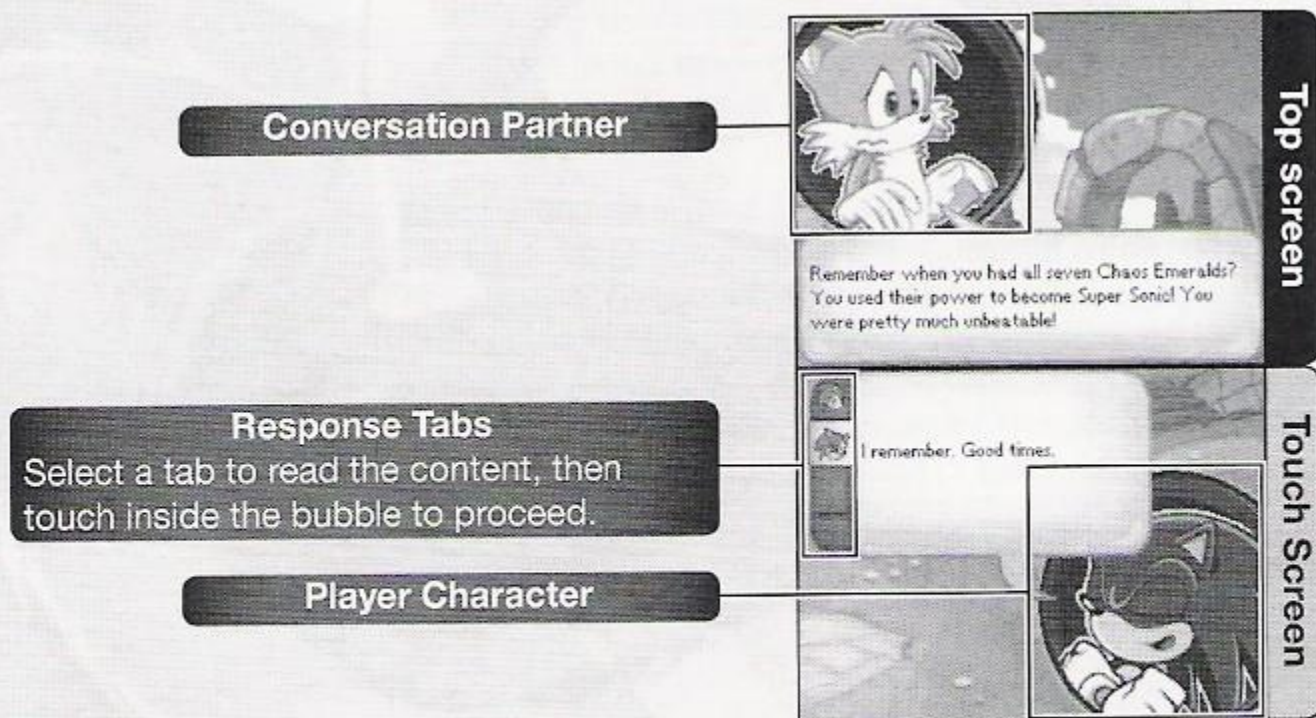 Top screen
Conversation Partner
Remember when you had all seven Chaos Emeralds?
You used their power to become Super Sonic! You
were pretty much unbeatable!
Touch Screen
Response Tabs
Select a tab to read the content, then
touch inside the bubble to proceed.
I remember. Good times.
Player Character